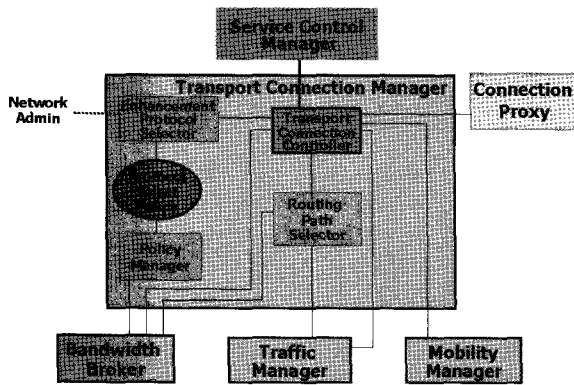 Service Control
Manager
Transport Connection Manager
Network
Admin
Enhancement
Protocol
Selector
Transport
Connection
Controller
Connection
Proxy
Routing
Path
Selector
Policy
Manager
Bandwidth
Broker
Traffic
Manager
Mobility
Manager